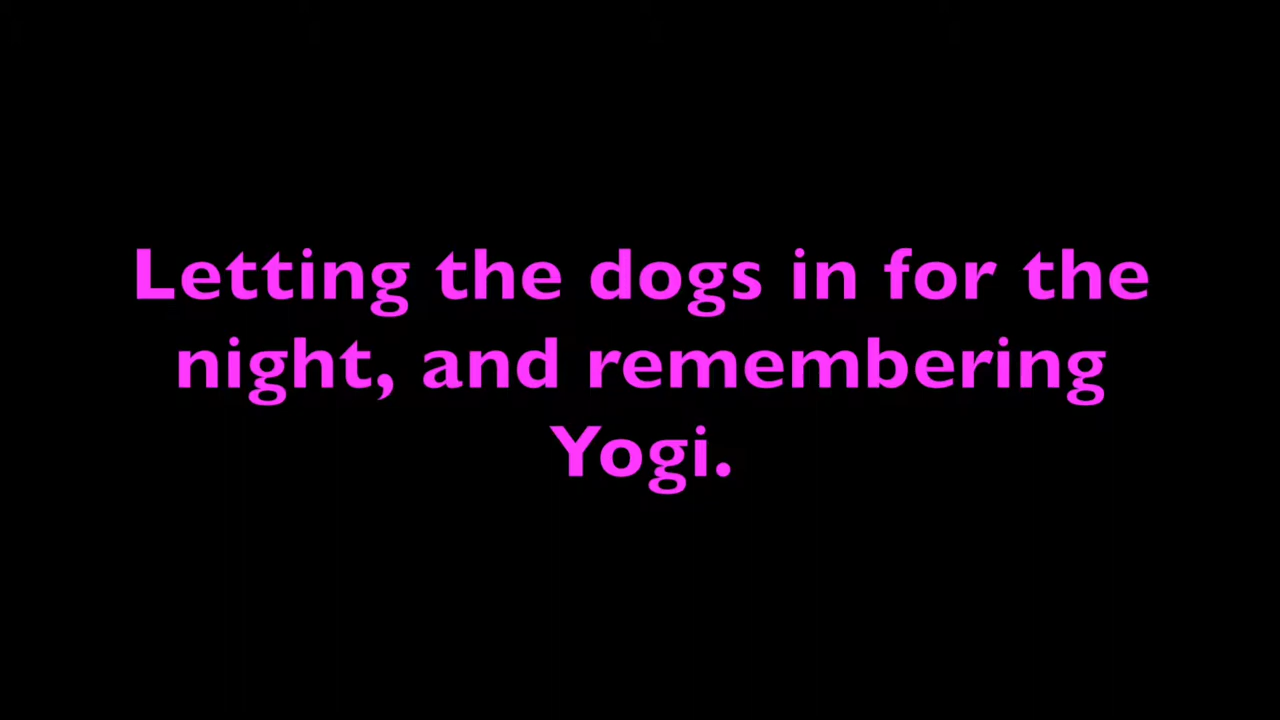 Letting the dogs in for the
night, and remembering
Yogi.